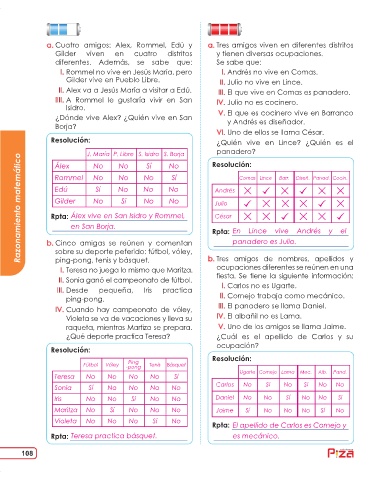 a. Cuatro amigos: Alex, Rommel, Edú y
Gilder viven en cuatro distritos
diferentes. Además, se sabe que:
I. Rommel no vive en Jesús María, pero
Gilder vive en Pueblo Libre.
II. Alex va a Jesús María a visitar a Edú.
III. A Rommel le gustaría vivir en San
Isidro.
¿Dónde vive Alex? ¿Quién vive en San
Borja?
Resolución:
J. María P. Libre S. Isidro S. Borja
Álex No No Sí No
Rommel No No No Sí
Edú Sí No No No
Gilder No Sí No No
Rpta: Álex vive en San Isidro y Rommel,
en San Borja.
b. Cinco amigas se reúnen y comentan
sobre su deporte peferido: fútbol, vóley,
ping-pong, tenis y básquet.
I. Teresa no juega lo mismo que Maritza.
II. Sonia ganó el campeonato de fútbol.
III. Desde pequeña, Iris practica
ping-pong.
IV. Cuando hay campeonato de vóley,
Violeta se va de vacaciones y lleva su
raqueta, mientras Maritza se prepara.
¿Qué deporte practica Teresa?
Resolución:
Fútbol Vóley Ping pong Tenis Básquet
Teresa No No No No Sí
Sonia Sí No No No No
Iris No No Sí No No
Maritza No Sí No No No
Violeta No No No Sí No
Rpta: Teresa practica básquet.
a. Tres amigos viven en diferentes distritos
y tienen diversas ocupaciones.
Se sabe que:
I. Andrés no vive en Comas.
II. Julio no vive en Lince.
III. El que vive en Comas es panadero.
IV. Julio no es cocinero.
V. El que es cocinero vive en Barranco
y Andrés es diseñador.
VI. Uno de ellos se llama César.
¿Quién vive en Lince? ¿Quién es el
panadero?
Resolución:
Comas Lince Barr. Diseñ. Panad. Cocin.
Andrés
Julio
César
Rpta: En Lince vive Andrés y el
panadero es Julio.
b. Tres amigos de nombres, apellidos y
ocupaciones diferentes se reúnen en una
fiesta. Se tiene la siguiente información:
I. Carlos no es Ugarte.
II. Cornejo trabaja como mecánico.
III. El panadero se llama Daniel.
IV. El albañil no es Lama.
V. Uno de los amigos se llama Jaime.
¿Cuál es el apellido de Carlos y su
ocupación?
Resolución:
Ugarte Cornejo Lama Mec. Alb. Panad.
Carlos No Sí No Sí No No
Daniel No No Sí No No Sí
Jaime Sí No No No Sí No
Rpta: El apellido de Carlos es Cornejo y
es mecánico.
Razonamiento matemático
108
Pizá